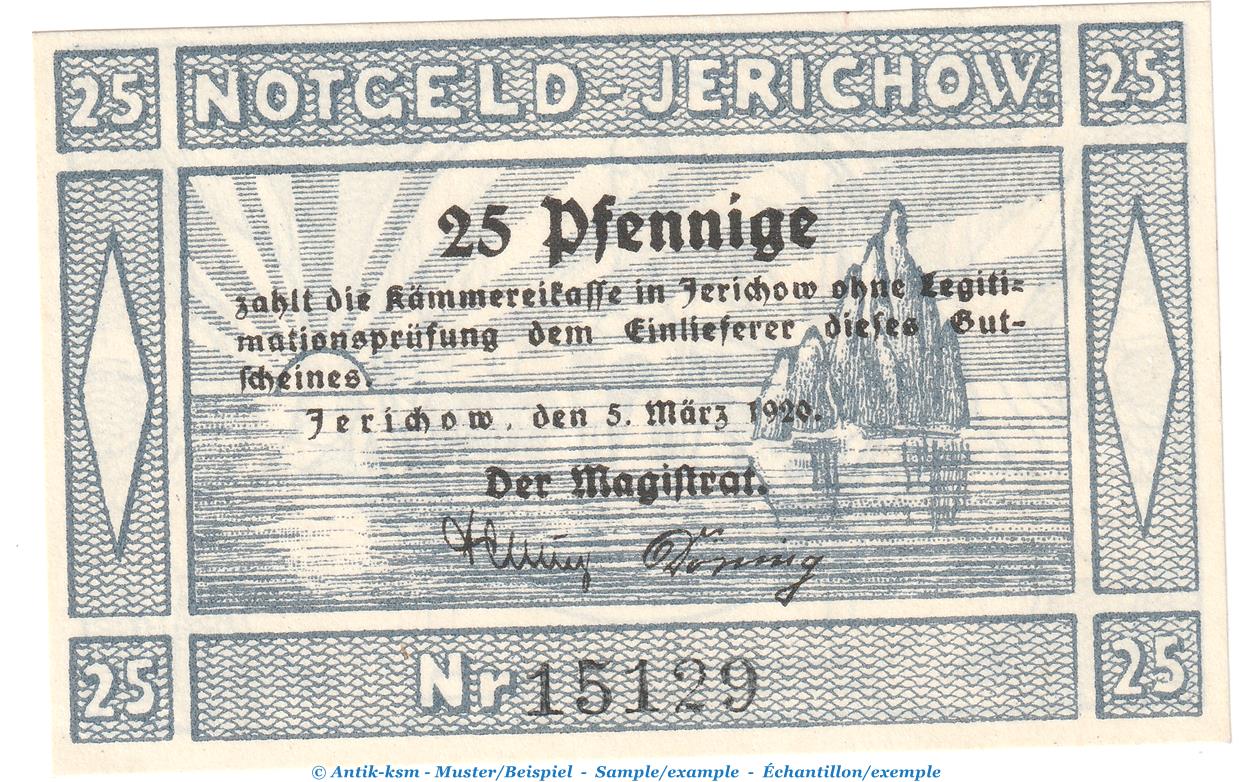 25 NOTGELD-JERICHOW. 25
25 Pfennige
zahlt die Kämmereikasse in Jerichow ohne Legiti-
mationsprüfung dem Einlieferer dieses Gut-
scheines.
Jerichow, den 5. März 1920.
Der Magistrat.
25 Nr 15129 25
© Antik-ksm - Muster/Beispiel - Sample/example - Échantillon/exemple